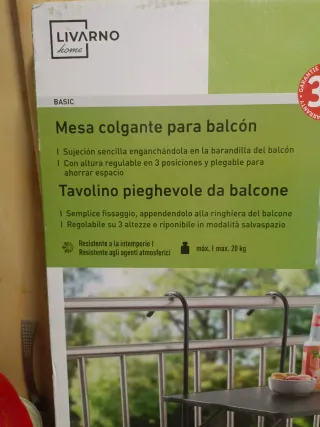 LIVARNO
home
BASIC
GARANTIE
3
WARRANTY
Mesa colgante para balcón
I Sujeción sencilla enganchándola en la barandilla del balcón
I Con altura regulable en 3 posiciones y plegable para
ahorrar espacio
Tavolino pieghevole da balcone
I Semplice fissaggio, appendendolo alla ringhiera del balcone
I Regolabile su 3 altezze e riponibile in modalità salvaspazio
Resistente a la intemperie I
Resistente agli agenti atmosferici
máx. I max. 20 kg